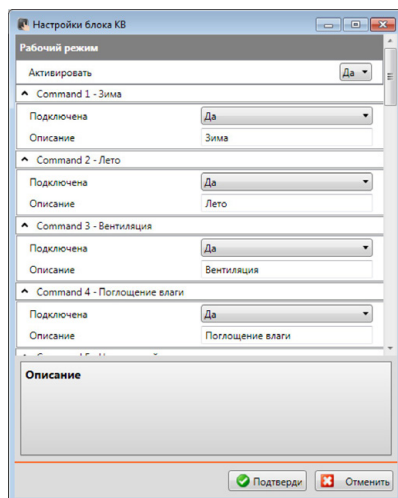 Настройки блока КВ
Рабочий режим
Активировать Да
Command 1 - Зима
Подключена Да
Описание Зима
Command 2 - Лето
Подключена Да
Описание Лето
Command 3 - Вентиляция
Подключена Да
Описание Вентиляция
Command 4 - Поглощение влаги
Подключена Да
Описание Поглощение влаги
Описание
Подтверди Отменить